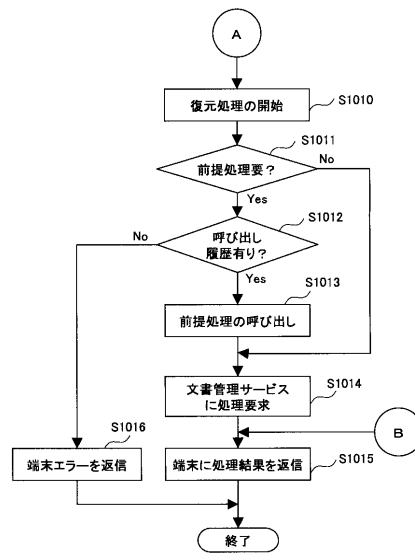 A
復元処理の開始
S1010
S1011
前提処理要?
No
Yes
S1012
No
呼び出し
履歴有り?
Yes
S1013
前提処理の呼び出し
文書管理サービス
に処理要求
S1014
B
S1016
端末エラーを返信
端末に処理結果を返信
S1015
終了